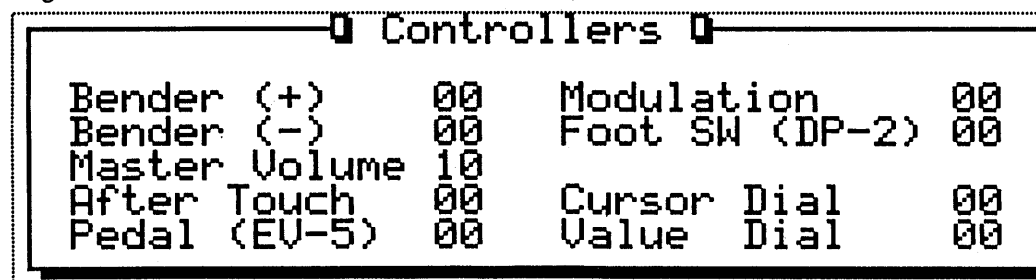 Controllers
Bender (+) 00 Modulation 00
Bender (-) 00 Foot SW (DP-2) 00
Master Volume 10
After Touch 00 Cursor Dial 00
Pedal (EV-5) 00 Value Dial 00